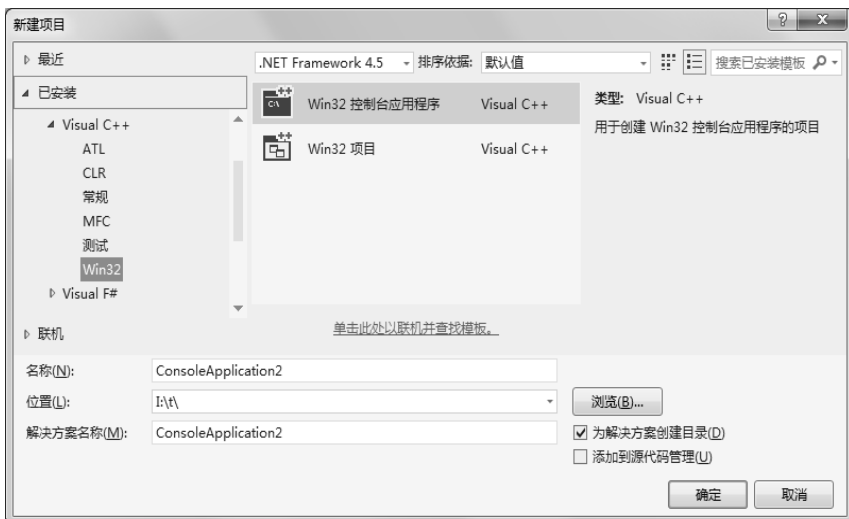 新建项目
最近
.NET Framework 4.5 排序依据: 默认值
搜索已安装模板
已安装
Visual C++
ATL
CLR
常规
MFC
测试
Win32
Visual F#
联机
Win32 控制台应用程序 Visual C++
Win32 项目 Visual C++
单击此处以联机并查找模板。
类型: Visual C++
用于创建 Win32 控制台应用程序的项目
名称(N): ConsoleApplication2
位置(L): I:\t\
浏览(B)...
解决方案名称(M): ConsoleApplication2
为解决方案创建目录(D)
添加到源代码管理(U)
确定 取消